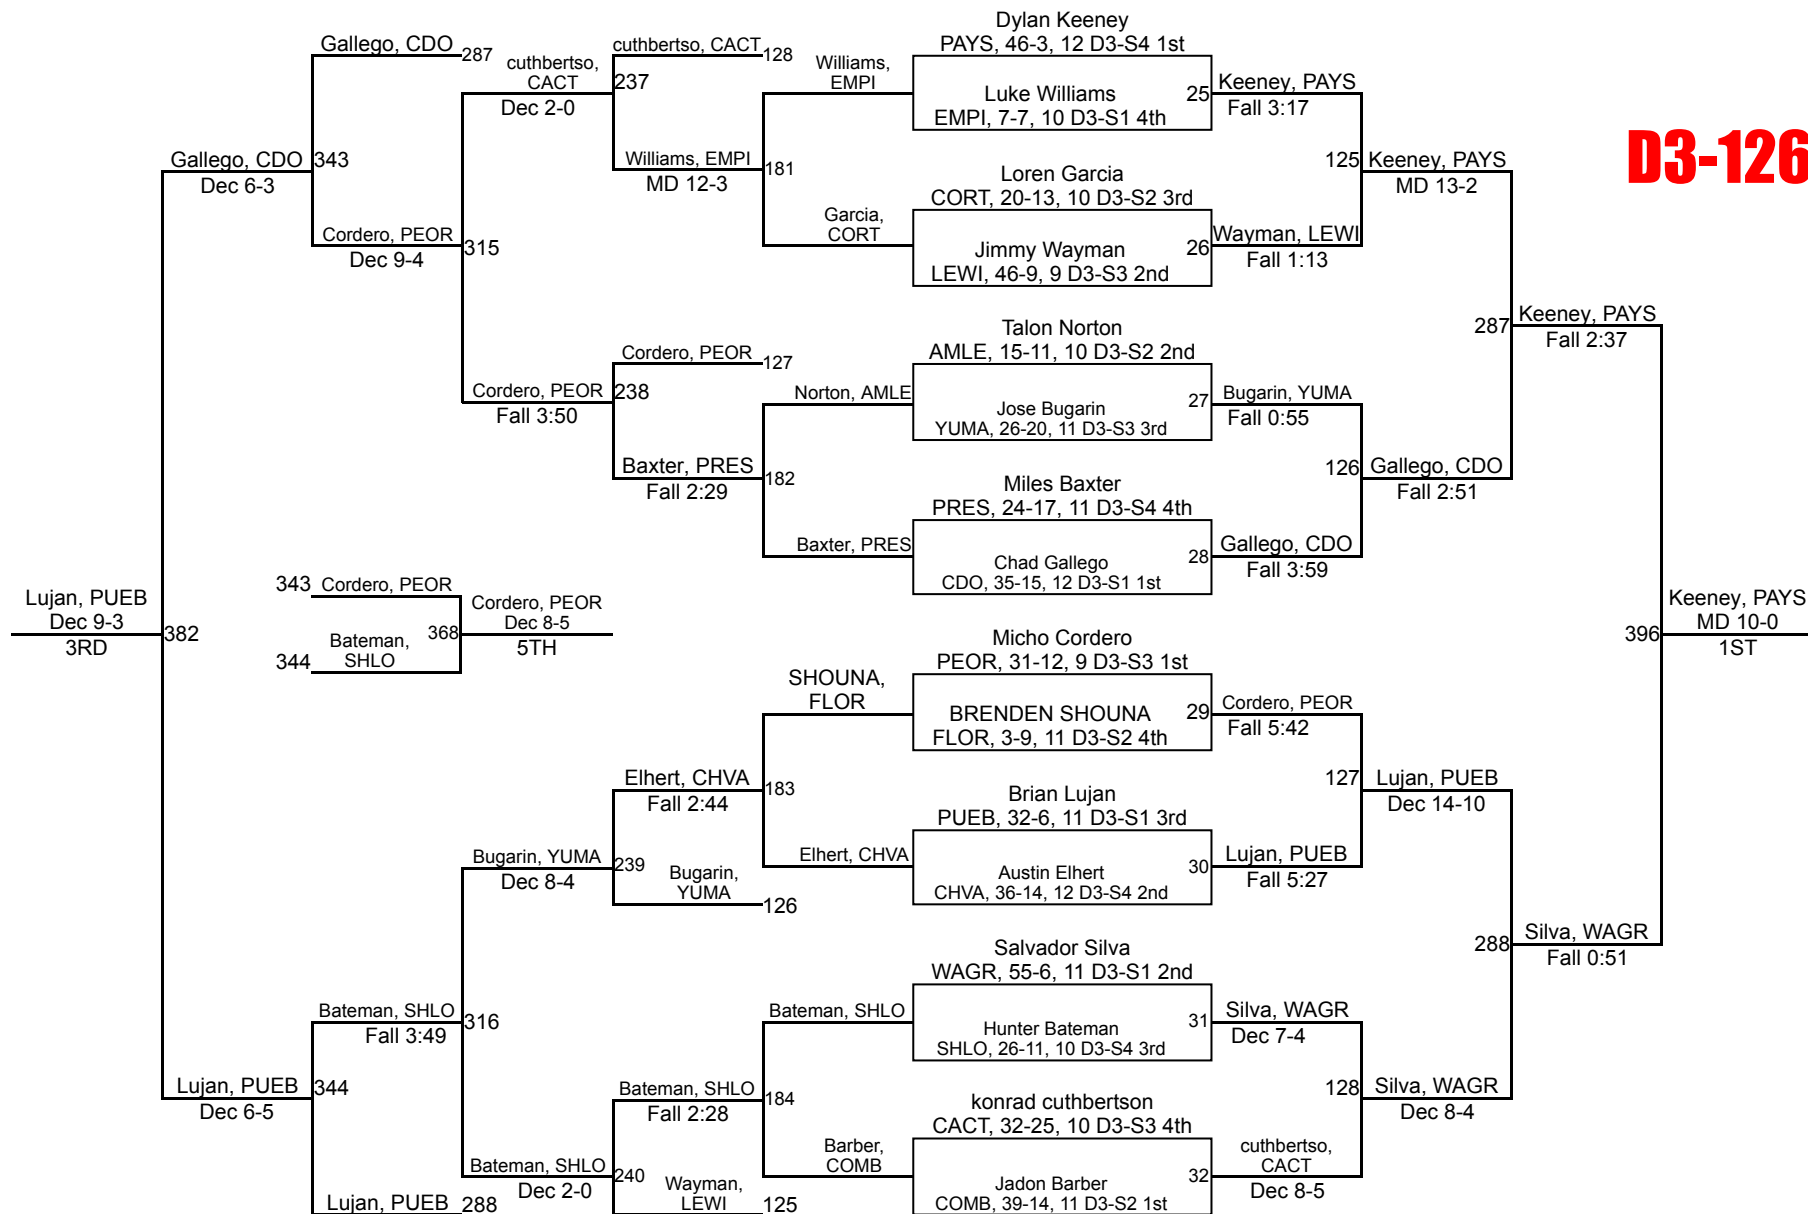 D3-126
Dylan Keeney
PAYS, 46-3, 12 D3-S4 1st
Luke Williams
EMPI, 7-7, 10 D3-S1 4th
25
Loren Garcia
CORT, 20-13, 10 D3-S2 3rd
Jimmy Wayman
LEWI, 46-9, 9 D3-S3 2nd
26
Talon Norton
AMLE, 15-11, 10 D3-S2 2nd
Jose Bugarin
YUMA, 26-20, 11 D3-S3 3rd
27
Miles Baxter
PRES, 24-17, 11 D3-S4 4th
Chad Gallego
CDO, 35-15, 12 D3-S1 1st
28
Micho Cordero
PEOR, 31-12, 9 D3-S3 1st
BRENDEN SHOUNA
FLOR, 3-9, 11 D3-S2 4th
29
Brian Lujan
PUEB, 32-6, 11 D3-S1 3rd
Austin Elhert
CHVA, 36-14, 12 D3-S4 2nd
30
Salvador Silva
WAGR, 55-6, 11 D3-S1 2nd
Hunter Bateman
SHLO, 26-11, 10 D3-S4 3rd
31
konrad cuthbertson
CACT, 32-25, 10 D3-S3 4th
Jadon Barber
COMB, 39-14, 11 D3-S2 1st
32
Keeney, PAYS
Fall 3:17
Wayman, LEWI
Fall 1:13
Bugarin, YUMA
Fall 0:55
Gallego, CDO
Fall 3:59
Cordero, PEOR
Fall 5:42
Lujan, PUEB
Fall 5:27
Silva, WAGR
Dec 7-4
cuthbertso,
CACT
Dec 8-5
125
Keeney, PAYS
MD 13-2
126
Gallego, CDO
Fall 2:51
127
Lujan, PUEB
Dec 14-10
128
Silva, WAGR
Dec 8-4
287
Keeney, PAYS
Fall 2:37
288
Silva, WAGR
Fall 0:51
396
Keeney, PAYS
MD 10-0
1ST
Williams,
EMPI
Garcia,
CORT
Norton, AMLE
Baxter, PRES
SHOUNA,
FLOR
Elhert, CHVA
Bateman, SHLO
Barber,
COMB
cuthbertso, CACT
128
Williams, EMPI
MD 12-3
181
Cordero, PEOR
127
Baxter, PRES
Fall 2:29
182
Elhert, CHVA
Fall 2:44
183
Bugarin,
YUMA
126
Bateman, SHLO
Fall 2:28
184
Wayman,
LEWI
125
cuthbertso,
CACT
Dec 2-0
237
Cordero, PEOR
Fall 3:50
238
Bugarin, YUMA
Dec 8-4
239
Bateman, SHLO
Dec 2-0
240
Gallego, CDO
287
Cordero, PEOR
Dec 9-4
315
Bateman, SHLO
Fall 3:49
316
Lujan, PUEB
288
Gallego, CDO
Dec 6-3
343
Lujan, PUEB
Dec 6-5
344
343
Cordero, PEOR
344
Bateman,
SHLO
368
Cordero, PEOR
Dec 8-5
5TH
Lujan, PUEB
Dec 9-3
3RD
382